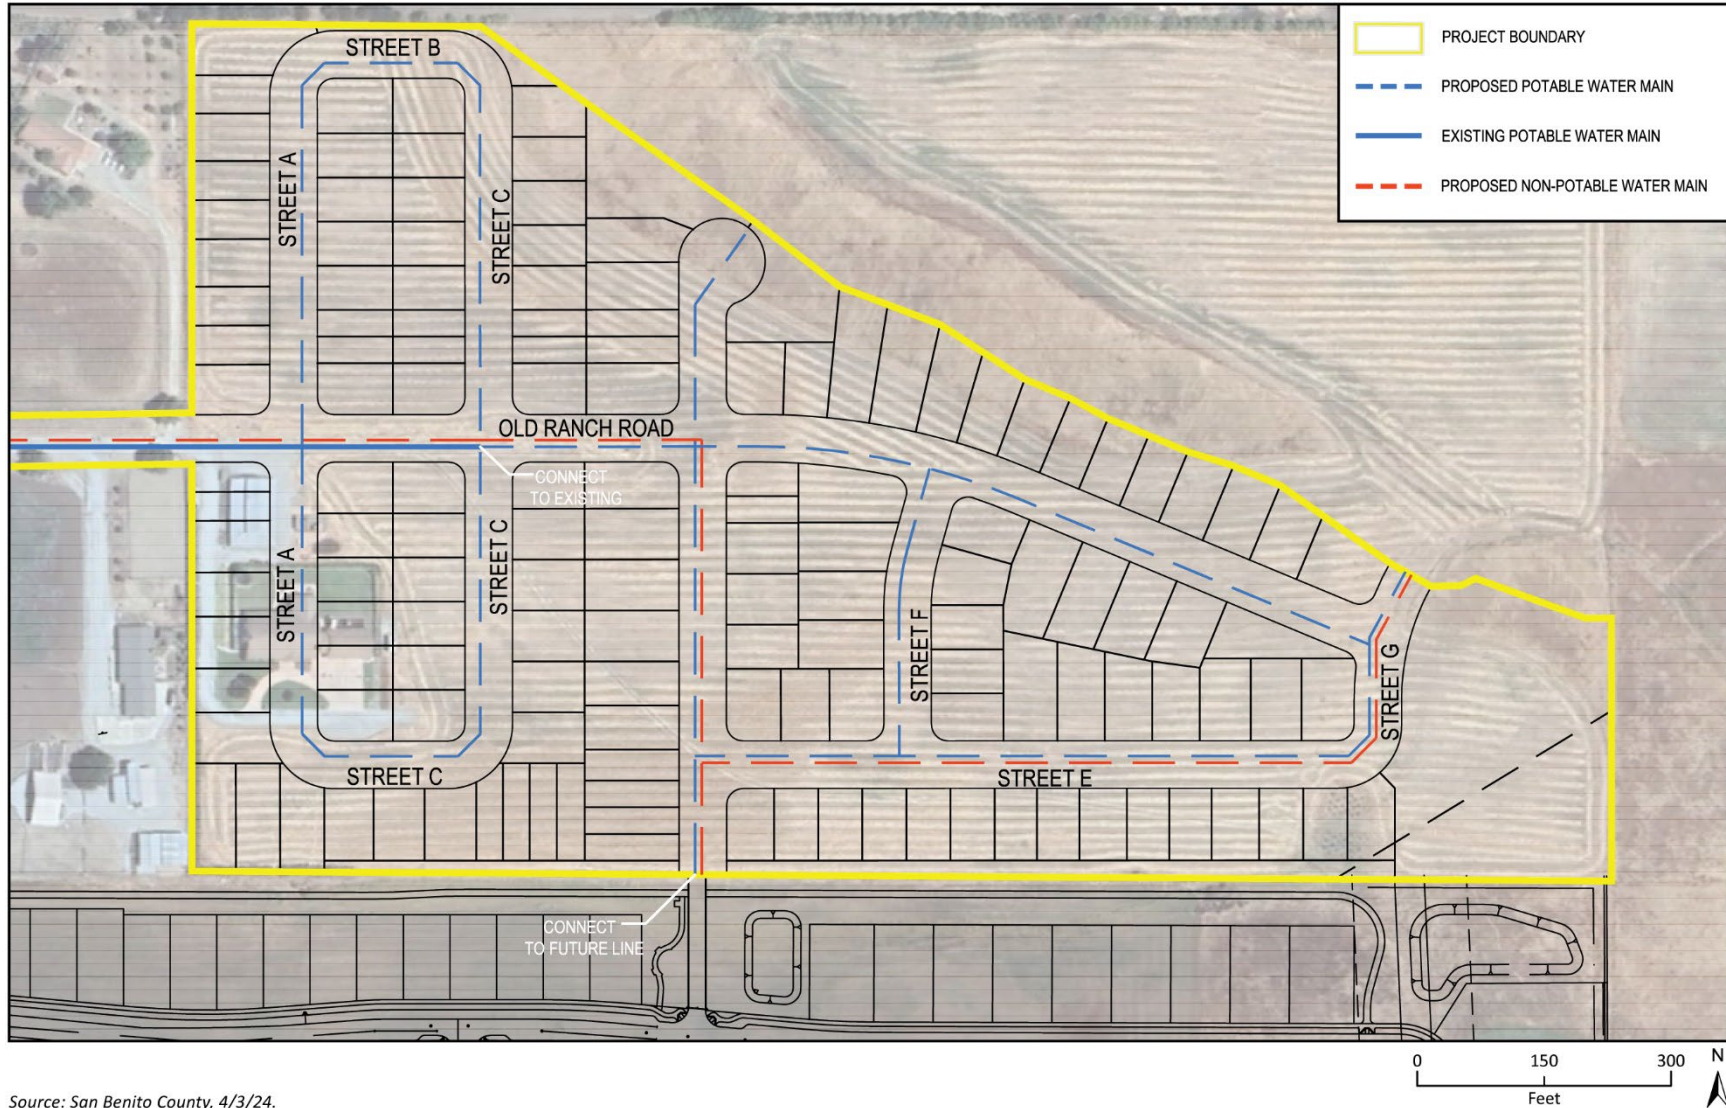 PROJECT BOUNDARY
PROPOSED POTABLE WATER MAIN
EXISTING POTABLE WATER MAIN
PROPOSED NON-POTABLE WATER MAIN
STREET B
STREET A
STREET C
OLD RANCH ROAD
CONNECT
TO EXISTING
STREET A
STREET C
STREET F
STREET G
STREET C
STREET E
CONNECT
TO FUTURE LINE
0 150 300
Feet
N
Source: San Benito County, 4/3/24.